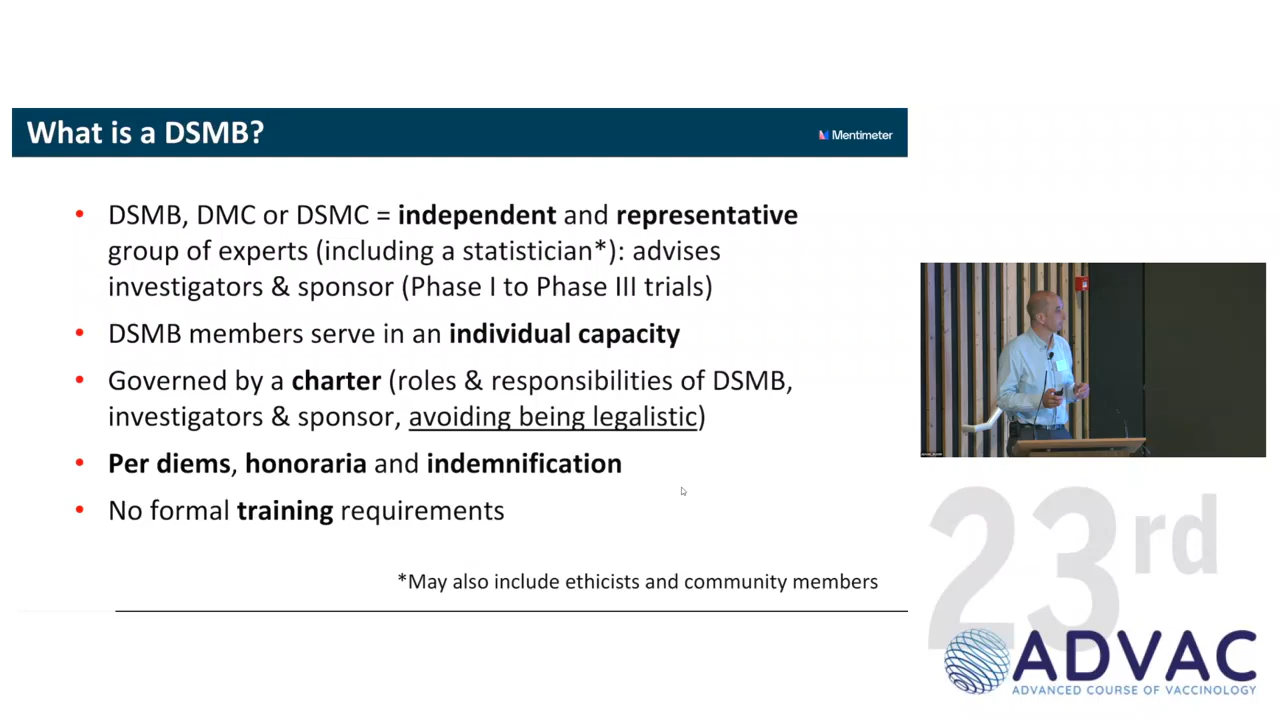 What is a DSMB?
Mentimeter
• DSMB, DMC or DSMC = independent and representative
group of experts (including a statistician*): advises
investigators & sponsor (Phase I to Phase III trials)
• DSMB members serve in an individual capacity
• Governed by a charter (roles & responsibilities of DSMB,
investigators & sponsor, avoiding being legalistic)
• Per diems, honoraria and indemnification
• No formal training requirements
*May also include ethicists and community members
23rd
ADVAC
ADVANCED COURSE OF VACCINOLOGY